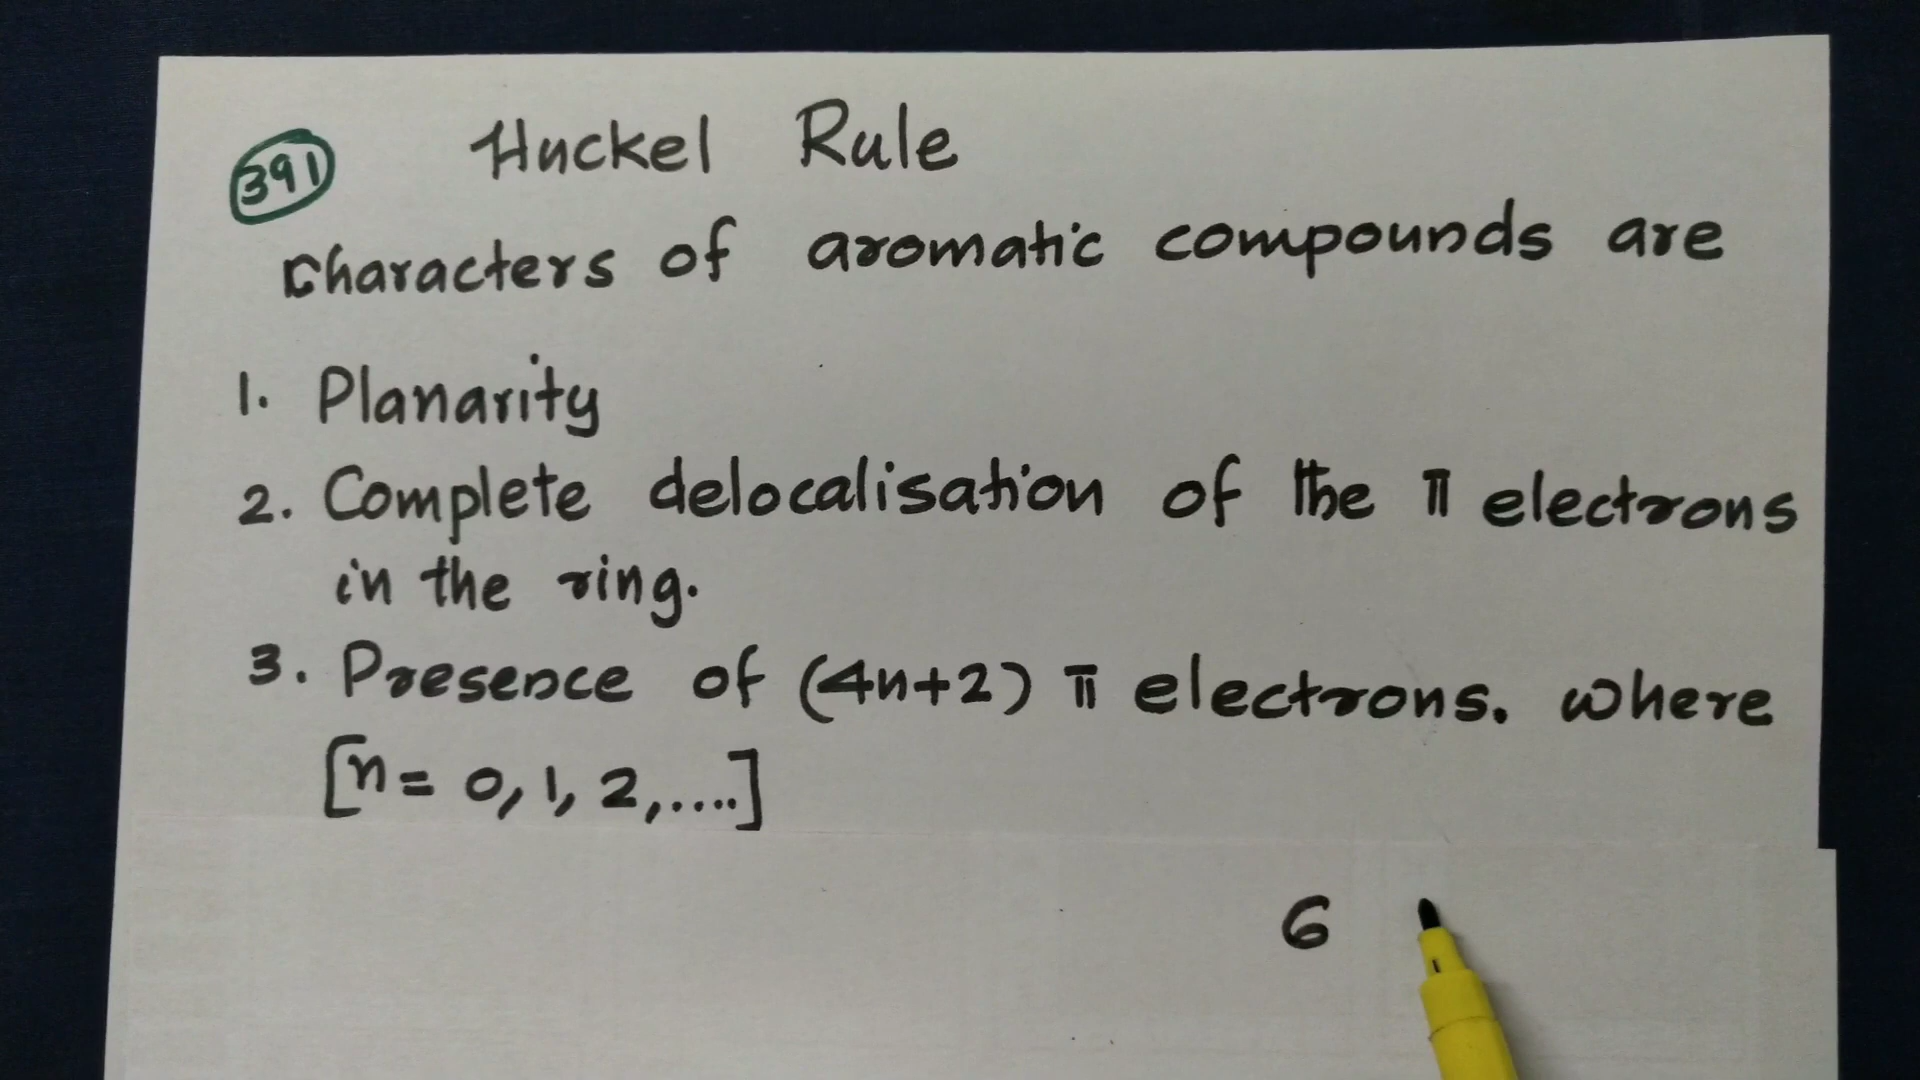 391
Huckel Rule
Characters of aromatic compounds are
1. Planarity
2. Complete delocalisation of the π electrons
in the ring.
3. Presence of (4n+2) π electrons. where
[n= 0, 1, 2,.....]
6